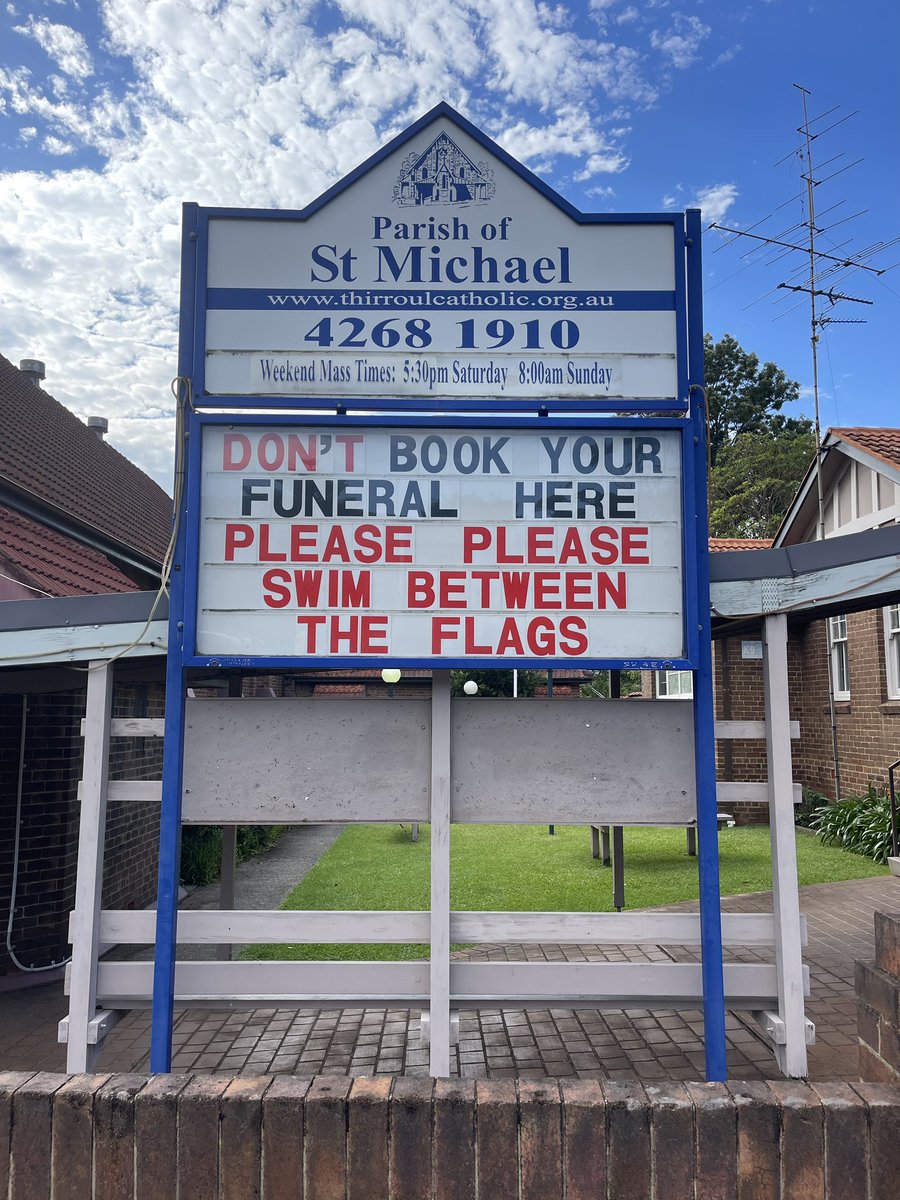 Parish of
St Michael
www.thirroulcatholic.org.au
4268 1910
Weekend Mass Times: 5:30pm Saturday 8:00am Sunday
DON'T BOOK YOUR
FUNERAL HERE
PLEASE PLEASE
SWIM BETWEEN
THE FLAGS